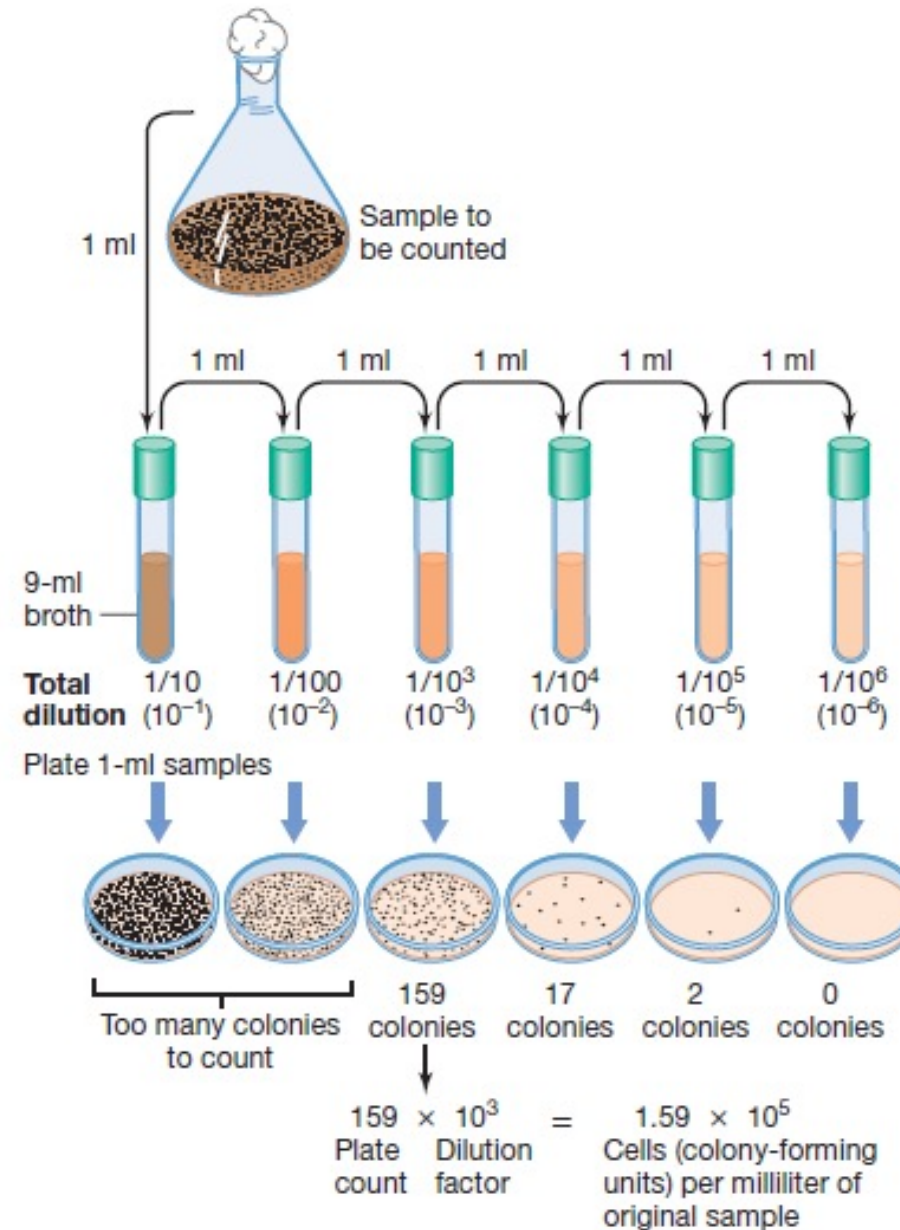 Sample to
be counted
1 ml
1 ml 1 ml 1 ml 1 ml 1 ml
9-ml
broth
Total
dilution
1/10
(10⁻¹)
1/100
(10⁻²)
1/10³
(10⁻³)
1/10⁴
(10⁻⁴)
1/10⁵
(10⁻⁵)
1/10⁶
(10⁻⁶)
Plate 1-ml samples
Too many colonies
to count
159
colonies
17
colonies
2
colonies
0
colonies
159 × 10³ = 1.59 × 10⁵
Plate
count
Dilution
factor
Cells (colony-forming
units) per milliliter of
original sample